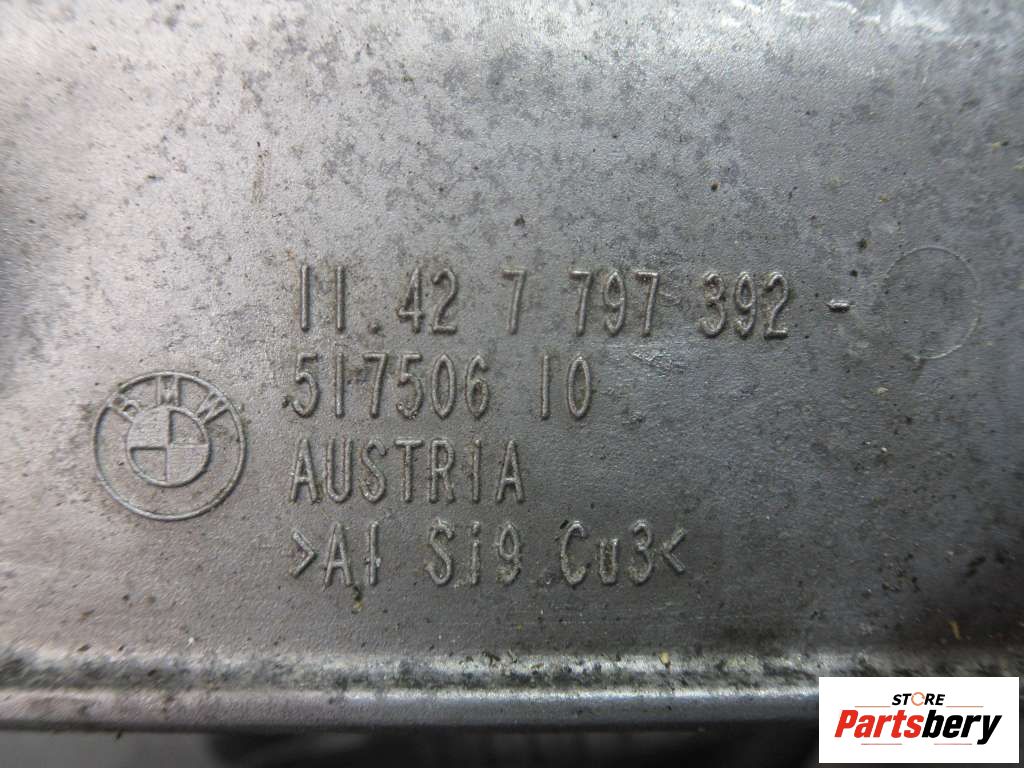 11.42 7 797 392 -
517506 10
BMW
AUSTRIA
>Al Si9 Cu3<
STORE
Partsbery